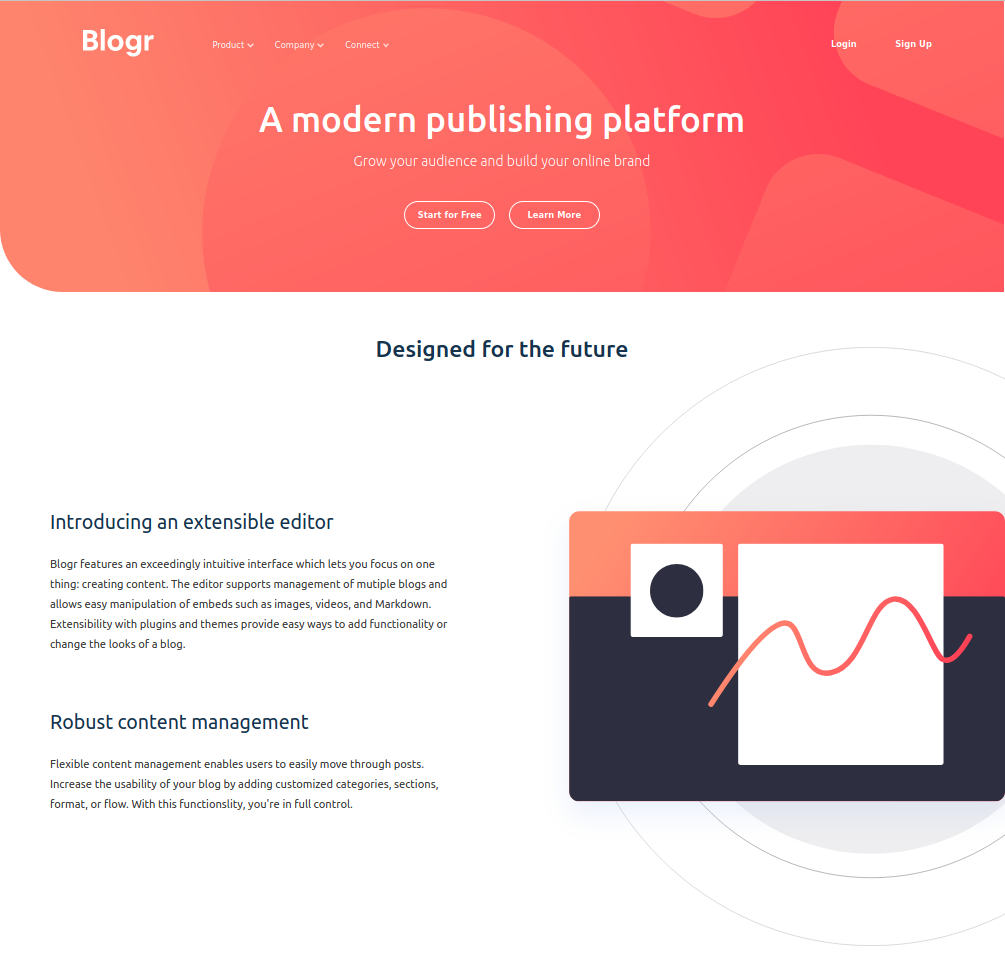 Blogr
Product Company Connect
Login Sign Up
A modern publishing platform
Grow your audience and build your online brand
Start for Free Learn More
Designed for the future
Introducing an extensible editor
Blogr features an exceedingly intuitive interface which lets you focus on one
thing: creating content. The editor supports management of mutiple blogs and
allows easy manipulation of embeds such as images, videos, and Markdown.
Extensibility with plugins and themes provide easy ways to add functionality or
change the looks of a blog.
Robust content management
Flexible content management enables users to easily move through posts.
Increase the usability of your blog by adding customized categories, sections,
format, or flow. With this functionslity, you're in full control.